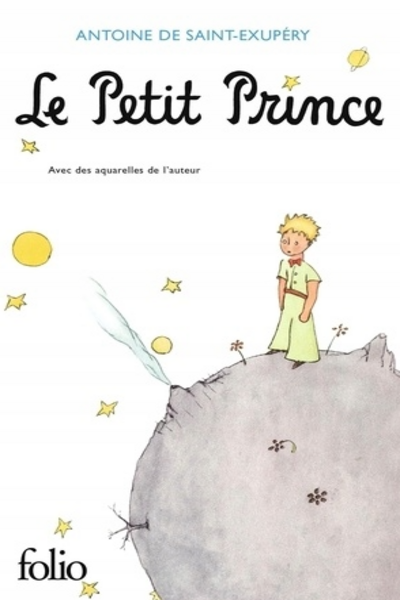 ANTOINE DE SAINT-EXUPÉRY
Le Petit Prince
Avec des aquarelles de l'auteur
folio